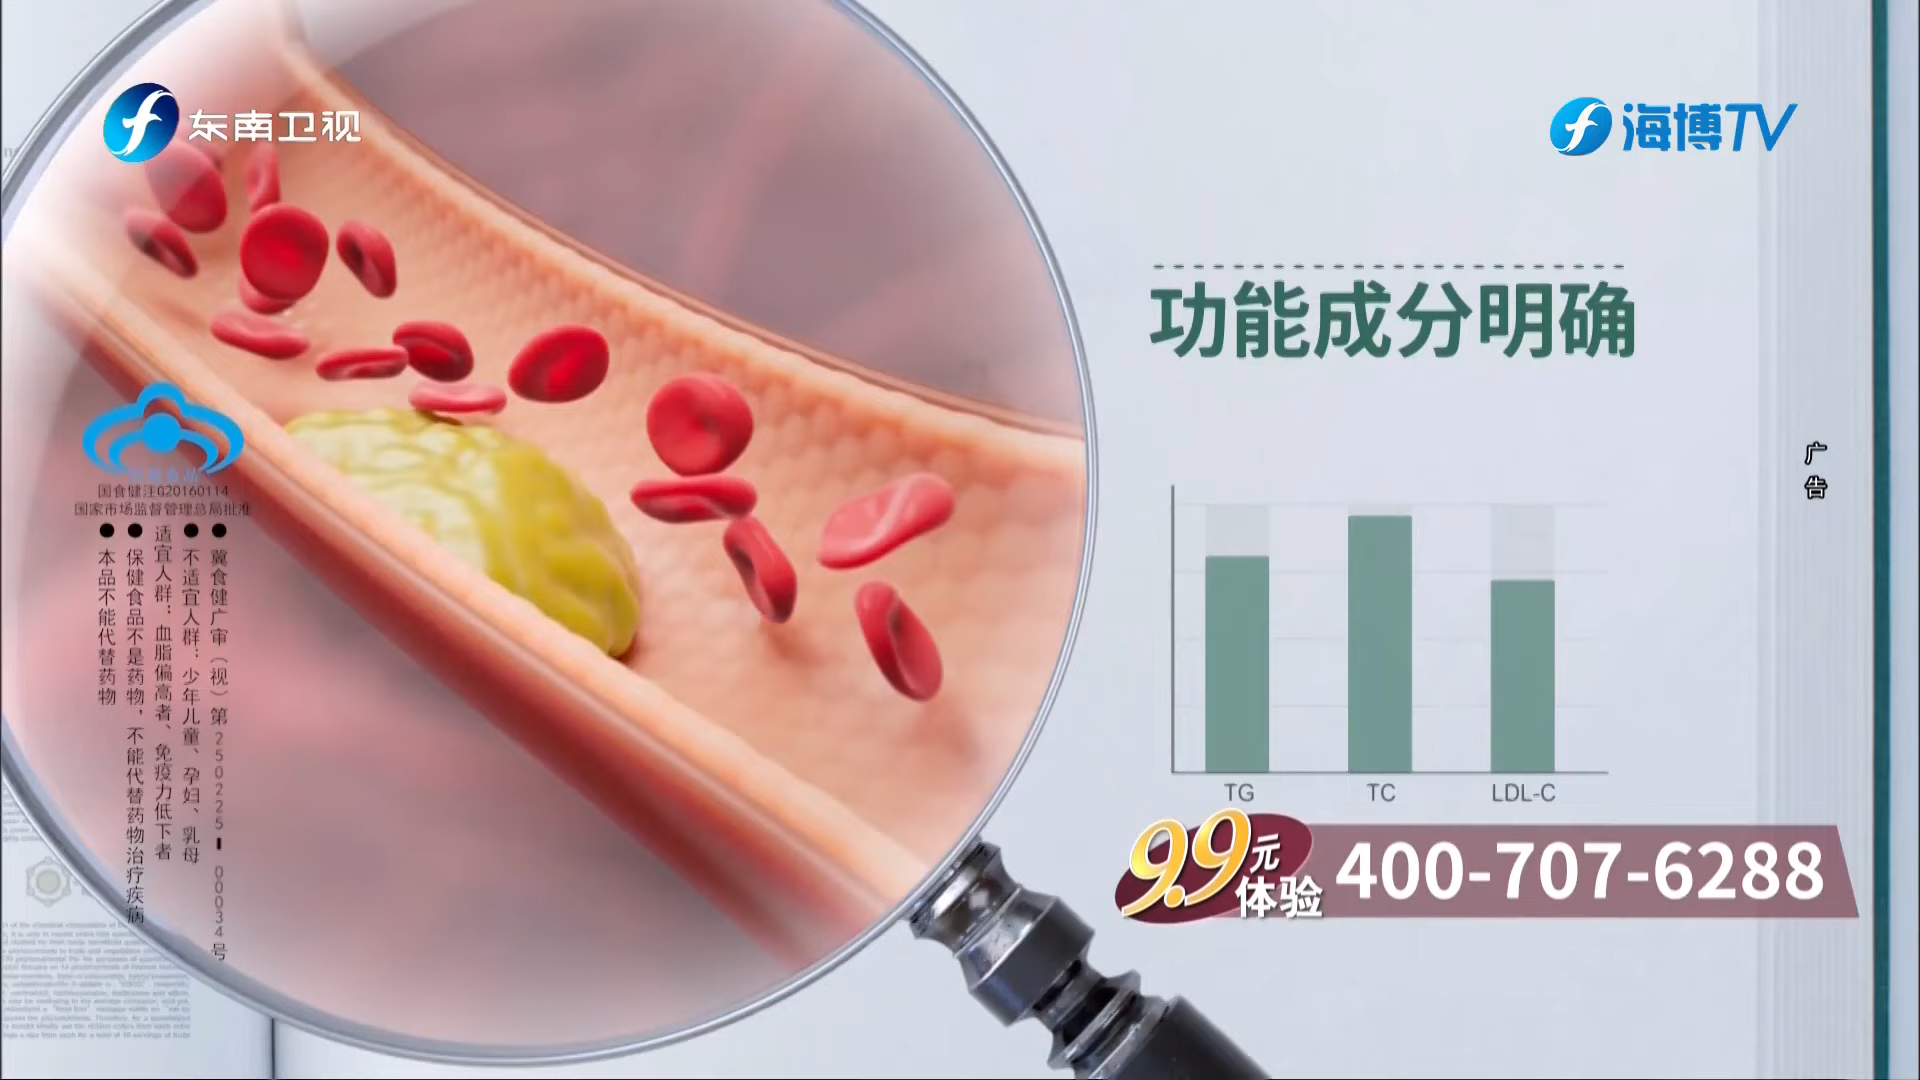 东南卫视
海博TV
功能成分明确
广告
国食健注G20160114
国家市场监督管理总局批准
●冀食健广审（视）第250225-00034号
●不适宜人群：少年儿童、孕妇、乳母
适宜人群：血脂偏高者、免疫力低下者
●保健食品不是药物，不能代替药物治疗疾病
●本品不能代替药物
TG TC LDL-C
9.9元体验 400-707-6288